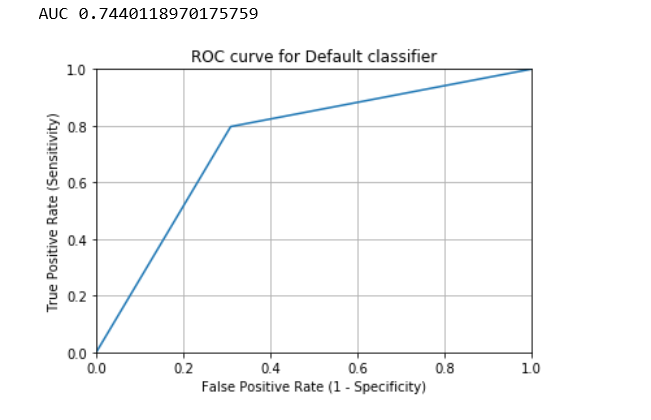 AUC 0.7440118970175759
ROC curve for Default classifier
1.0
0.8
0.6
0.4
0.2
0.0
True Positive Rate (Sensitivity)
0.0 0.2 0.4 0.6 0.8 1.0
False Positive Rate (1 - Specificity)